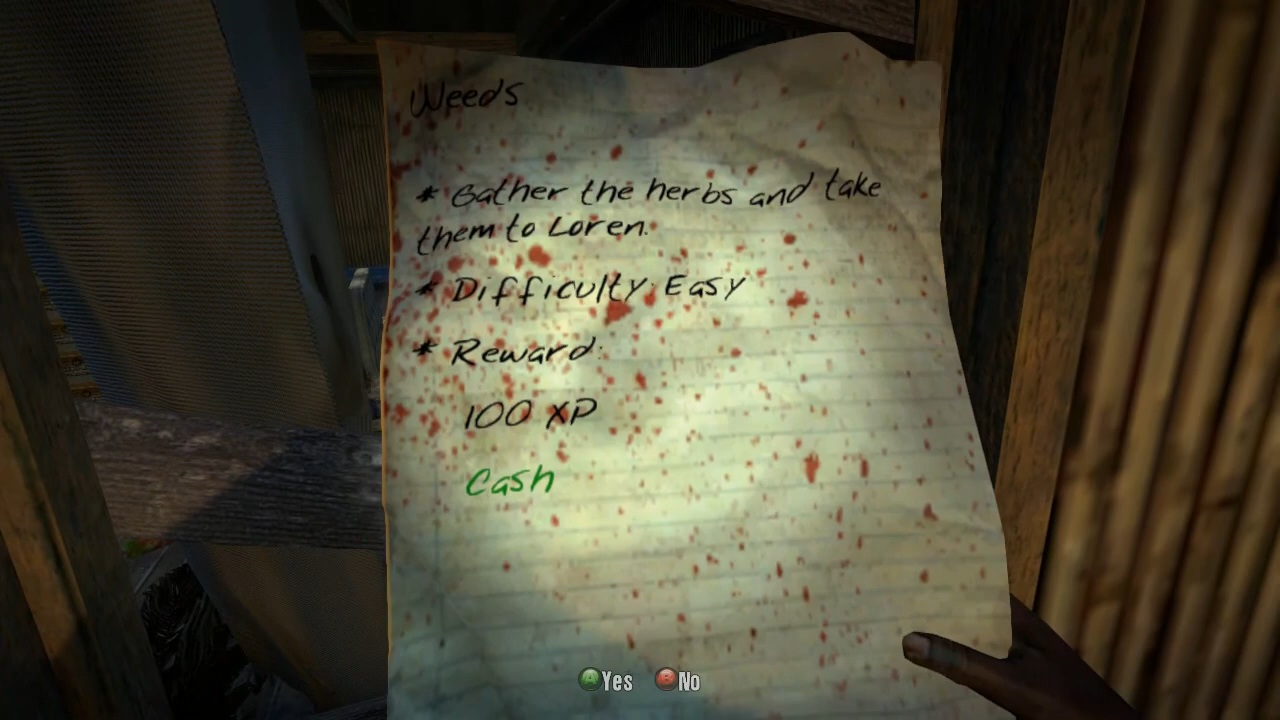 Weeds
* Gather the herbs and take
them to Loren.
* Difficulty: Easy
* Reward:
100 XP
Cash
A Yes B No